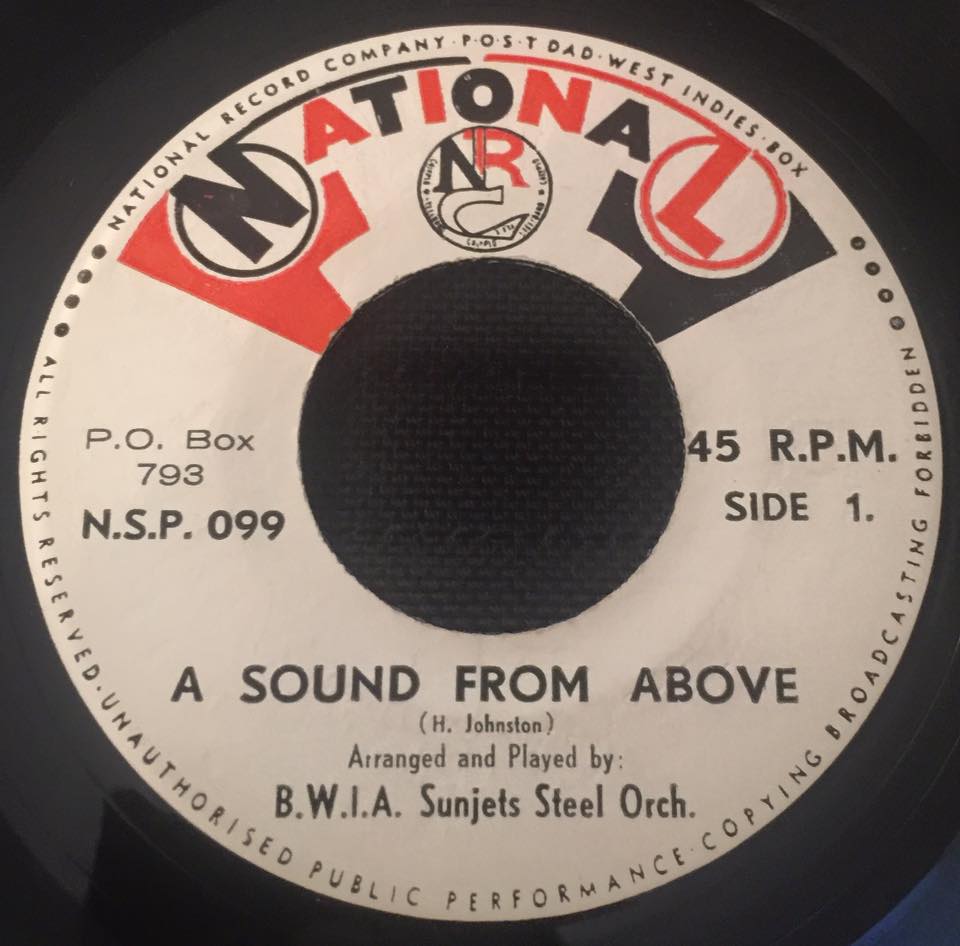 NATIONAL RECORD COMPANY·P·O·S·T DAD·WEST INDIES·BOX
NATIONAL
NRC
P.O. Box
793
N.S.P. 099
45 R.P.M.
SIDE 1.
A SOUND FROM ABOVE
(H. Johnston)
Arranged and Played by:
B.W.I.A. Sunjets Steel Orch.
ALL RIGHTS RESERVED·UNAUTHORISED PUBLIC PERFORMANCE·COPYING BROADCASTING FORBIDDEN